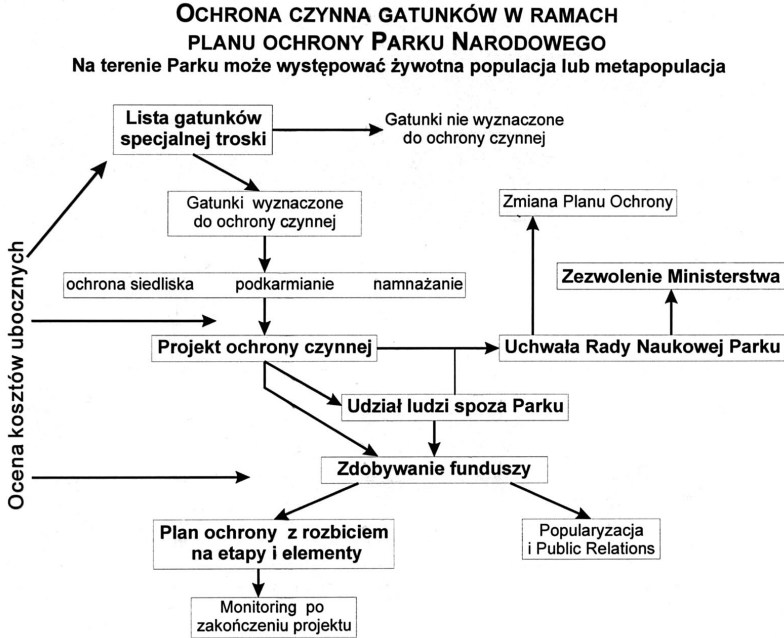 OCHRONA CZYNNA GATUNKÓW W RAMACH
PLANU OCHRONY PARKU NARODOWEGO
Na terenie Parku może występować żywotna populacja lub metapopulacja
Lista gatunków
specjalnej troski
Gatunki nie wyznaczone
do ochrony czynnej
Gatunki wyznaczone
do ochrony czynnej
Zmiana Planu Ochrony
Zezwolenie Ministerstwa
ochrona siedliska podkarmianie namnażanie
Projekt ochrony czynnej
Uchwała Rady Naukowej Parku
Udział ludzi spoza Parku
Zdobywanie funduszy
Plan ochrony z rozbiciem
na etapy i elementy
Popularyzacja
i Public Relations
Monitoring po
zakończeniu projektu
Ocena kosztów ubocznych